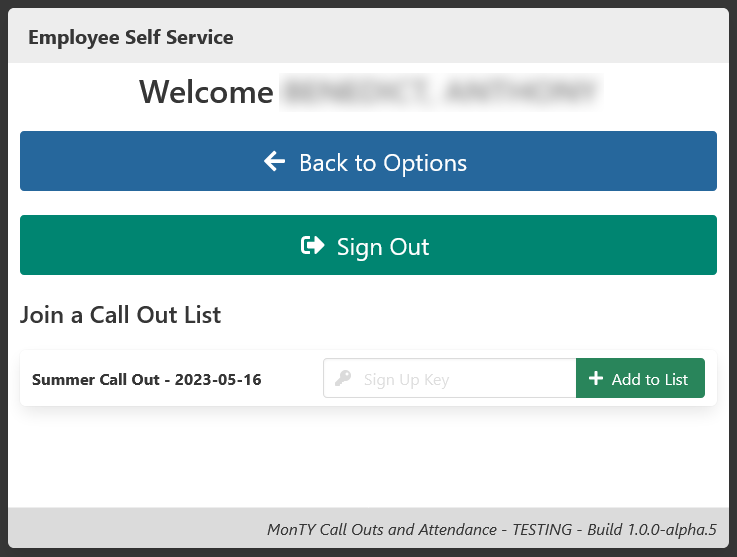 Employee Self Service
Welcome
Back to Options
Sign Out
Join a Call Out List
Summer Call Out - 2023-05-16
Sign Up Key
Add to List
MonTY Call Outs and Attendance - TESTING - Build 1.0.0-alpha.5